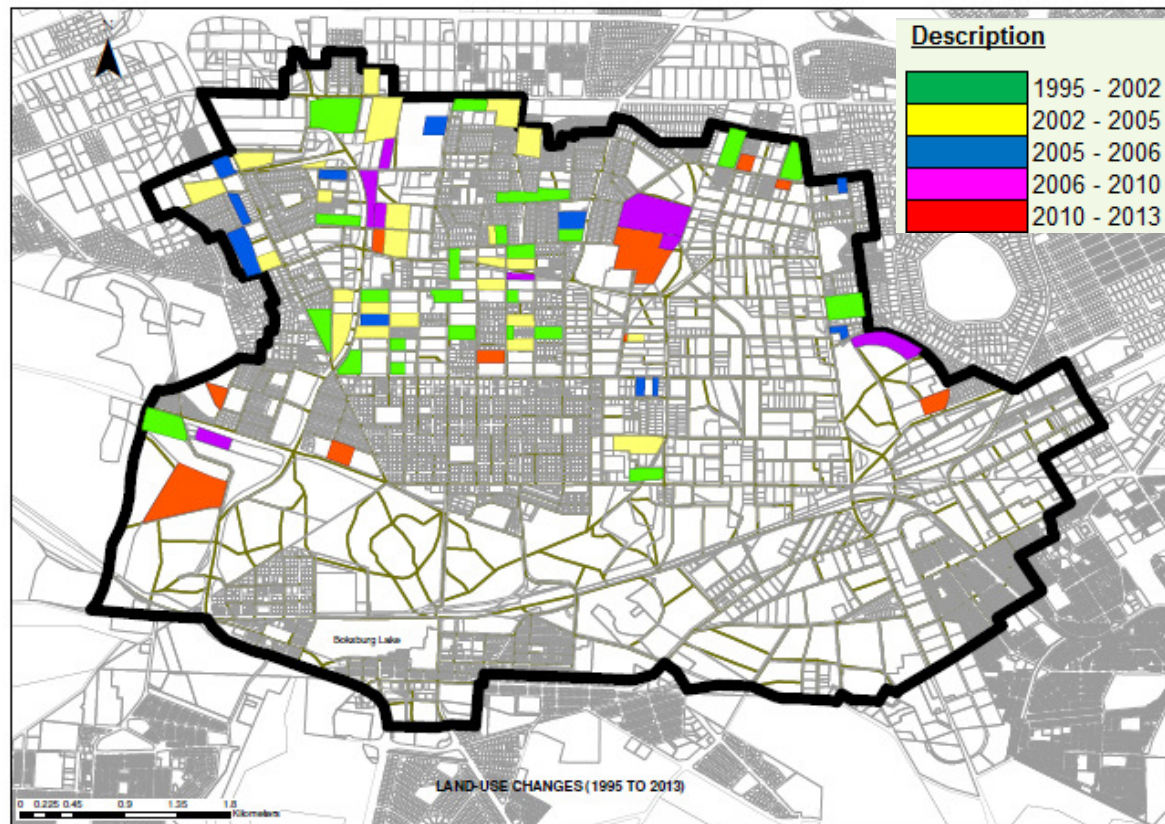 Description
1995 - 2002
2002 - 2005
2005 - 2006
2006 - 2010
2010 - 2013
Boksburg Lake
LAND-USE CHANGES (1995 TO 2013)
0 0.225 0.45 0.9 1.35 1.8
Kilometers